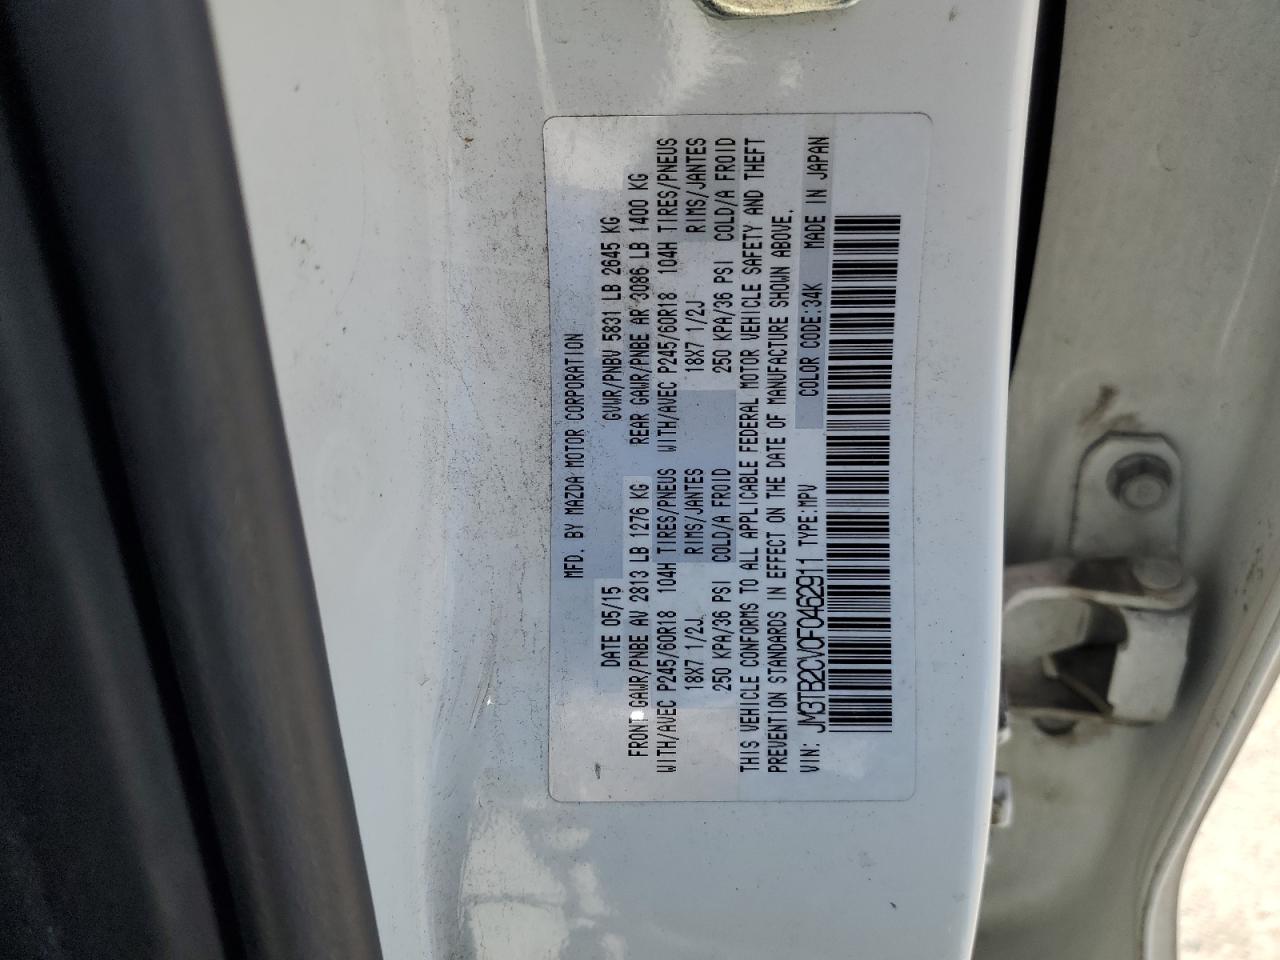 MFD. BY MAZDA MOTOR CORPORATION
DATE 05/15 GVWR/PNBV 5831 LB 2645 KG
FRONT GAWR/PNBE AV 2813 LB 1276 KG REAR GAWR/PNBE AR 3086 LB 1400 KG
WITH/AVEC P245/60R18 104H TIRES/PNEUS WITH/AVEC P245/60R18 104H TIRES/PNEUS
18X7 1/2J RIMS/JANTES 18X7 1/2J RIMS/JANTES
250 KPA/36 PSI COLD/A FROID 250 KPA/36 PSI COLD/A FROID
THIS VEHICLE CONFORMS TO ALL APPLICABLE FEDERAL MOTOR VEHICLE SAFETY AND THEFT
PREVENTION STANDARDS IN EFFECT ON THE DATE OF MANUFACTURE SHOWN ABOVE.
VIN: JM3TB2CV0F0462911 TYPE:MPV COLOR CODE:34K MADE IN JAPAN